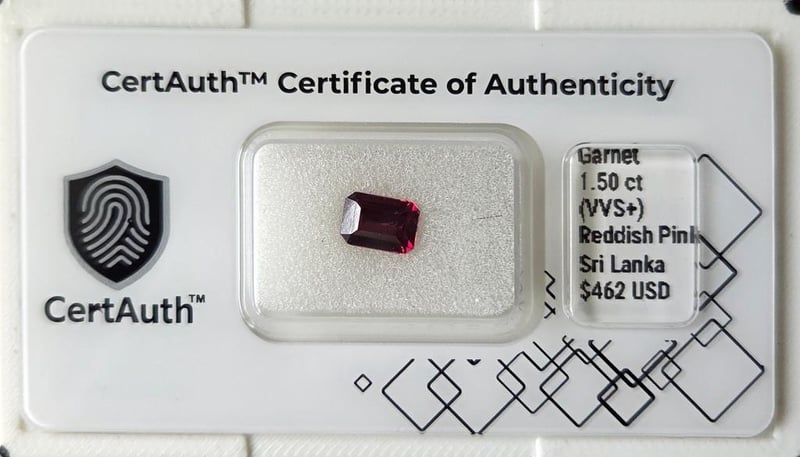 CertAuth™ Certificate of Authenticity
CertAuth™
Garnet
1.50 ct
(VVS+)
Reddish Pink
Sri Lanka
$462 USD